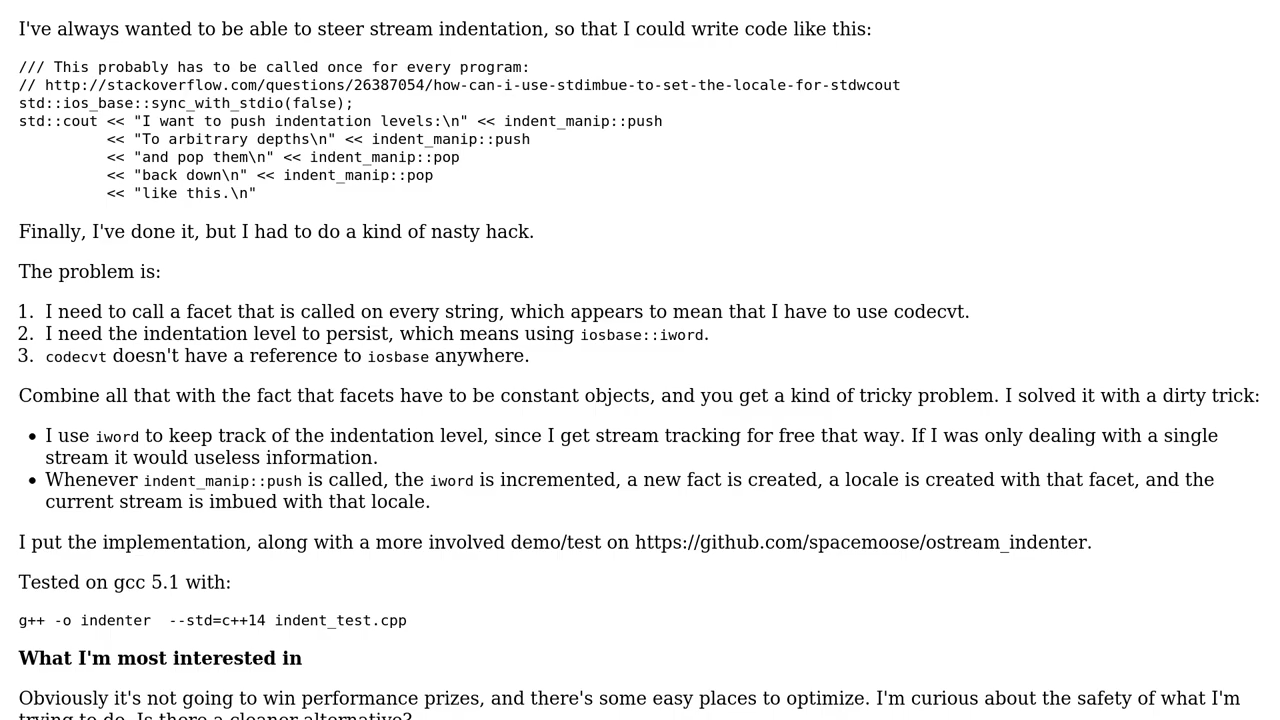 I've always wanted to be able to steer stream indentation, so that I could write code like this:
/// This probably has to be called once for every program:
// http://stackoverflow.com/questions/26387054/how-can-i-use-stdimbue-to-set-the-locale-for-stdwcout
std::ios_base::sync_with_stdio(false);
std::cout << "I want to push indentation levels:\n" << indent_manip::push
          << "To arbitrary depths\n" << indent_manip::push
          << "and pop them\n" << indent_manip::pop
          << "back down\n" << indent_manip::pop
          << "like this.\n"
Finally, I've done it, but I had to do a kind of nasty hack.
The problem is:
1. I need to call a facet that is called on every string, which appears to mean that I have to use codecvt.
2. I need the indentation level to persist, which means using iosbase::iword.
3. codecvt doesn't have a reference to iosbase anywhere.
Combine all that with the fact that facets have to be constant objects, and you get a kind of tricky problem. I solved it with a dirty trick:
• I use iword to keep track of the indentation level, since I get stream tracking for free that way. If I was only dealing with a single
stream it would useless information.
• Whenever indent_manip::push is called, the iword is incremented, a new fact is created, a locale is created with that facet, and the
current stream is imbued with that locale.
I put the implementation, along with a more involved demo/test on https://github.com/spacemoose/ostream_indenter.
Tested on gcc 5.1 with:
g++ -o indenter  --std=c++14 indent_test.cpp
What I'm most interested in
Obviously it's not going to win performance prizes, and there's some easy places to optimize. I'm curious about the safety of what I'm
trying to do. Is there a cleaner alternative?